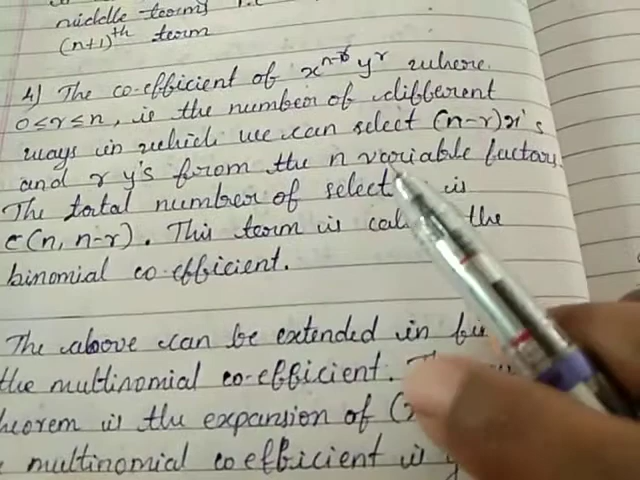 middle terms
(n+1)th term
4) The co-efficient of x^n-r y^r where
0≤r≤n, is the number of different
ways in which we can select (n-r)x's
and r y's from the n variable factors.
The total number of select is
C(n, n-r). This term is cal the
binomial co-efficient.
The above can be extended in
the multinomial co-efficient.
theorem is the expansion of (
multinomial coefficient is